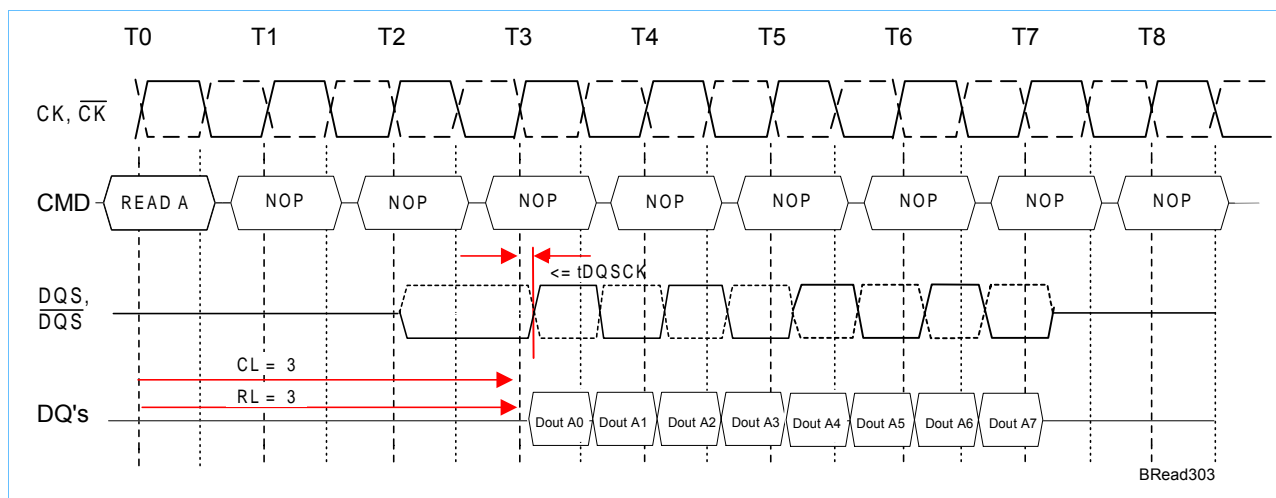 T0 T1 T2 T3 T4 T5 T6 T7 T8
CK, CK
CMD READ A NOP NOP NOP NOP NOP NOP NOP NOP
<= tDQSCK
DQS,
DQS
CL = 3
RL = 3
DQ's Dout A0 Dout A1 Dout A2 Dout A3 Dout A4 Dout A5 Dout A6 Dout A7
BRead303